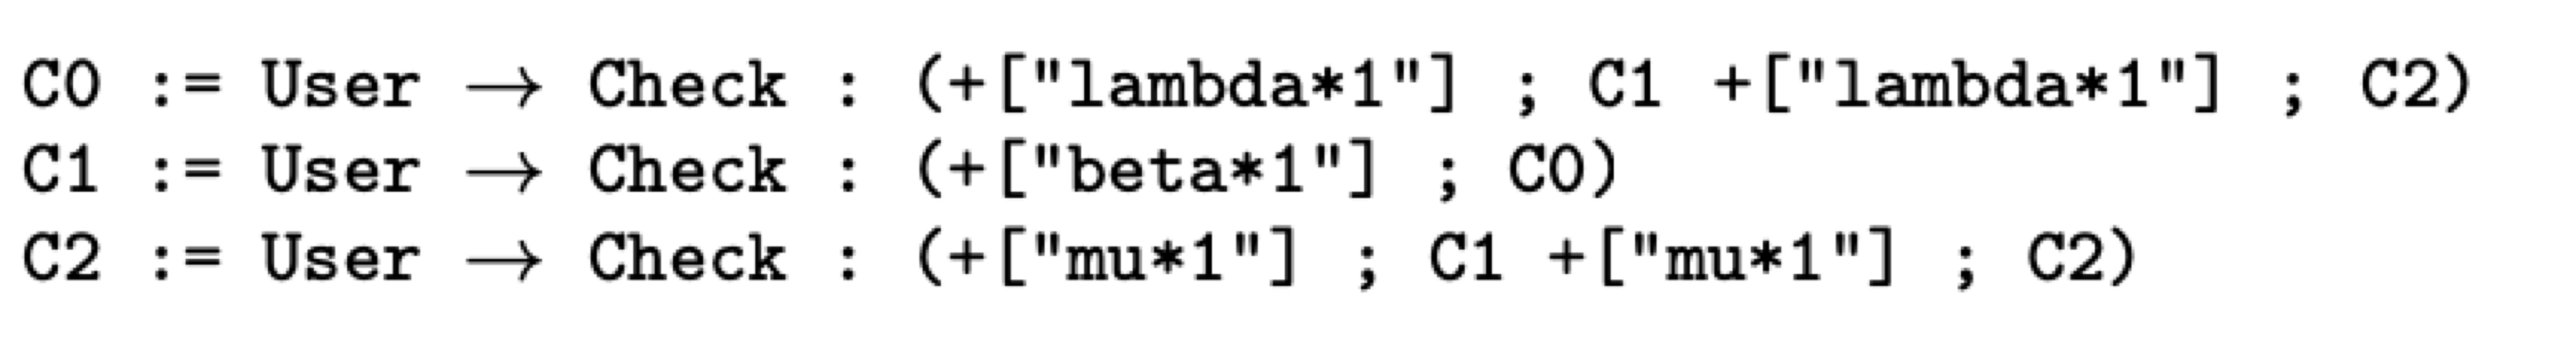 C0 := User → Check : (+["lambda*1"] ; C1 +["lambda*1"] ; C2)
C1 := User → Check : (+["beta*1"] ; C0)
C2 := User → Check : (+["mu*1"] ; C1 +["mu*1"] ; C2)